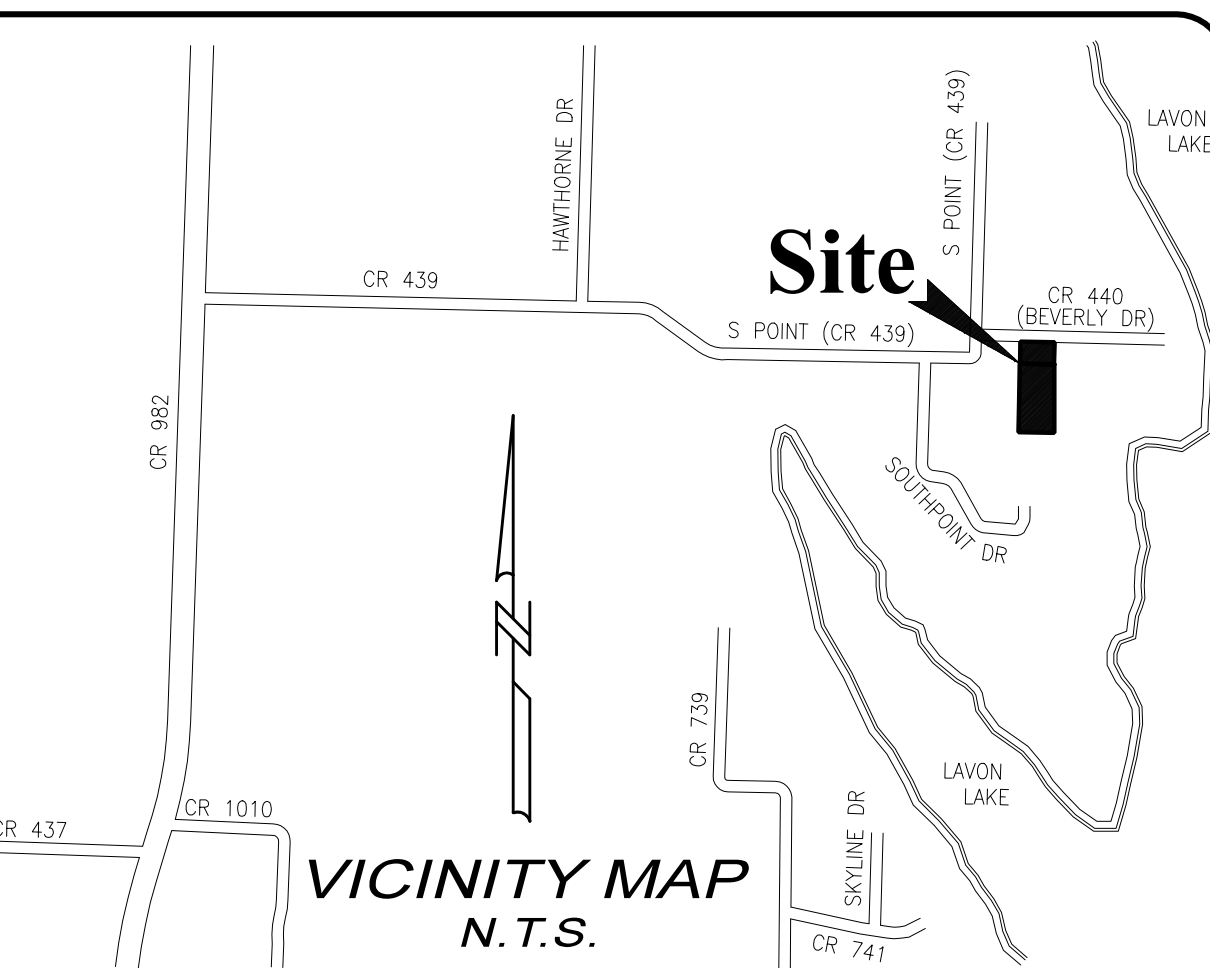 S POINT (CR 439)
HAWTHORNE DR
LAVON
LAKE
Site
CR 439
CR 440
(BEVERLY DR)
S POINT (CR 439)
CR 982
SOUTHPOINT DR
N
CR 739
LAVON
LAKE
SKYLINE DR
CR 1010
CR 437
VICINITY MAP
N.T.S.
CR 741